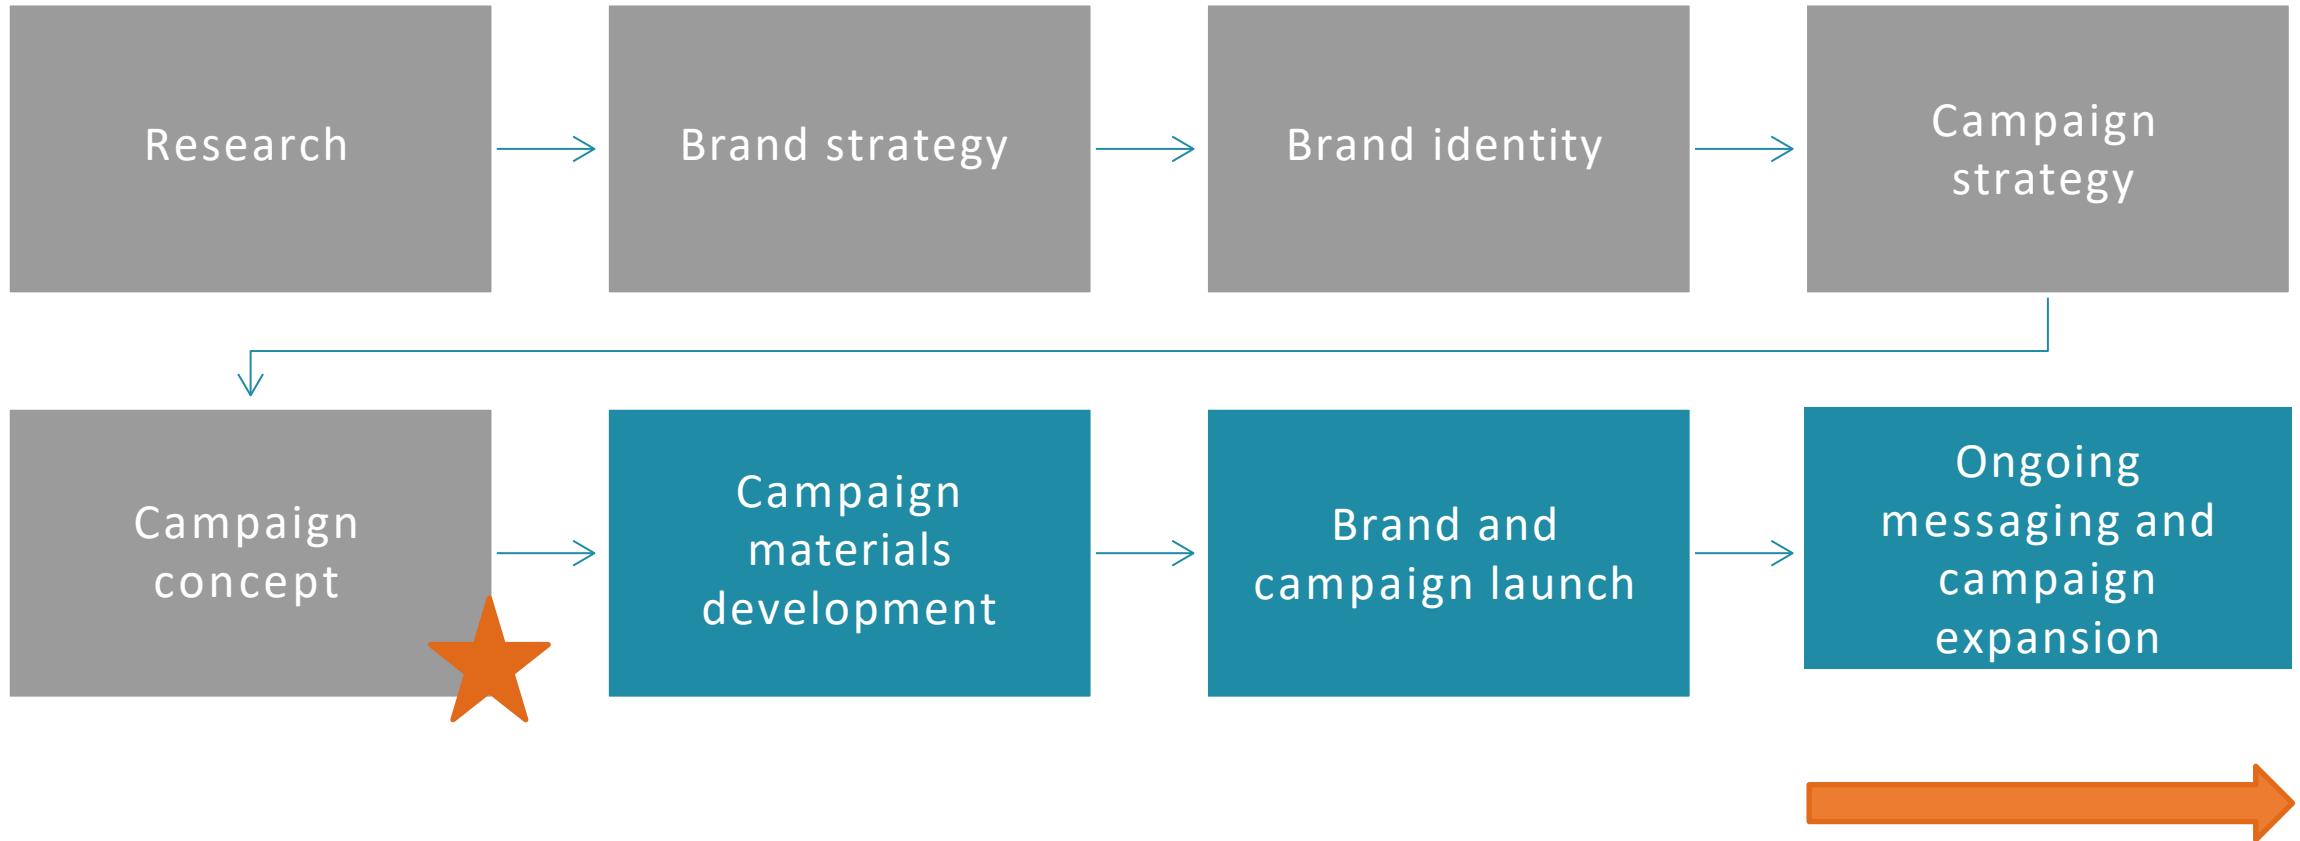 Research
Brand strategy
Brand identity
Campaign
strategy
Campaign
concept
Campaign
materials
development
Brand and
campaign launch
Ongoing
messaging and
campaign
expansion